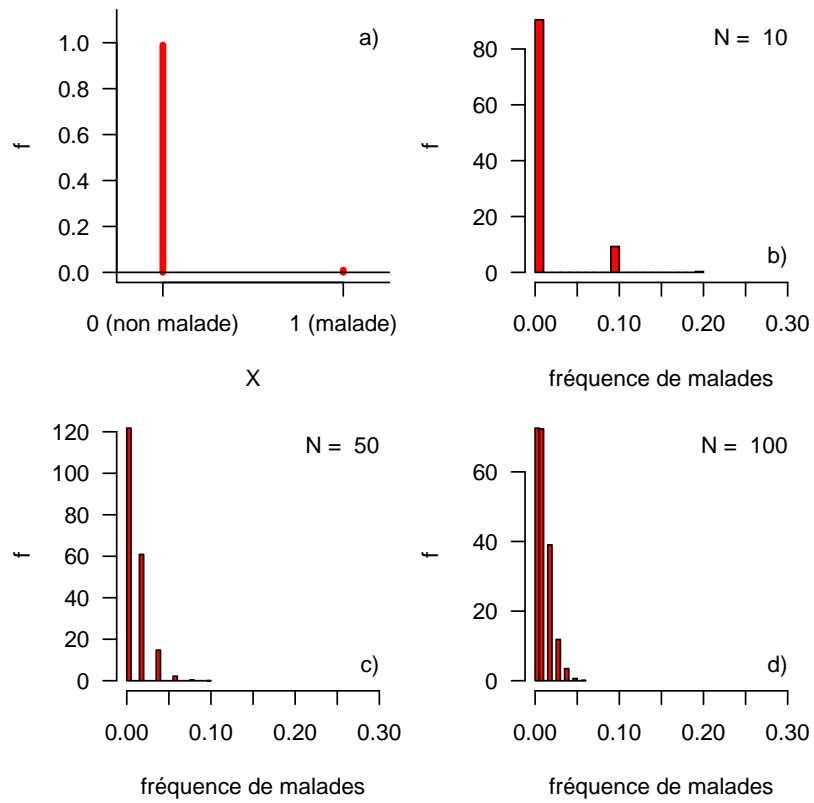 a)
f
1.0
0.8
0.6
0.4
0.2
0.0
0 (non malade) 1 (malade)
X
N = 10
b)
f
80
60
40
20
0
0.00 0.10 0.20 0.30
fréquence de malades
N = 50
c)
f
120
100
80
60
40
20
0
0.00 0.10 0.20 0.30
fréquence de malades
N = 100
d)
f
60
40
20
0
0.00 0.10 0.20 0.30
fréquence de malades